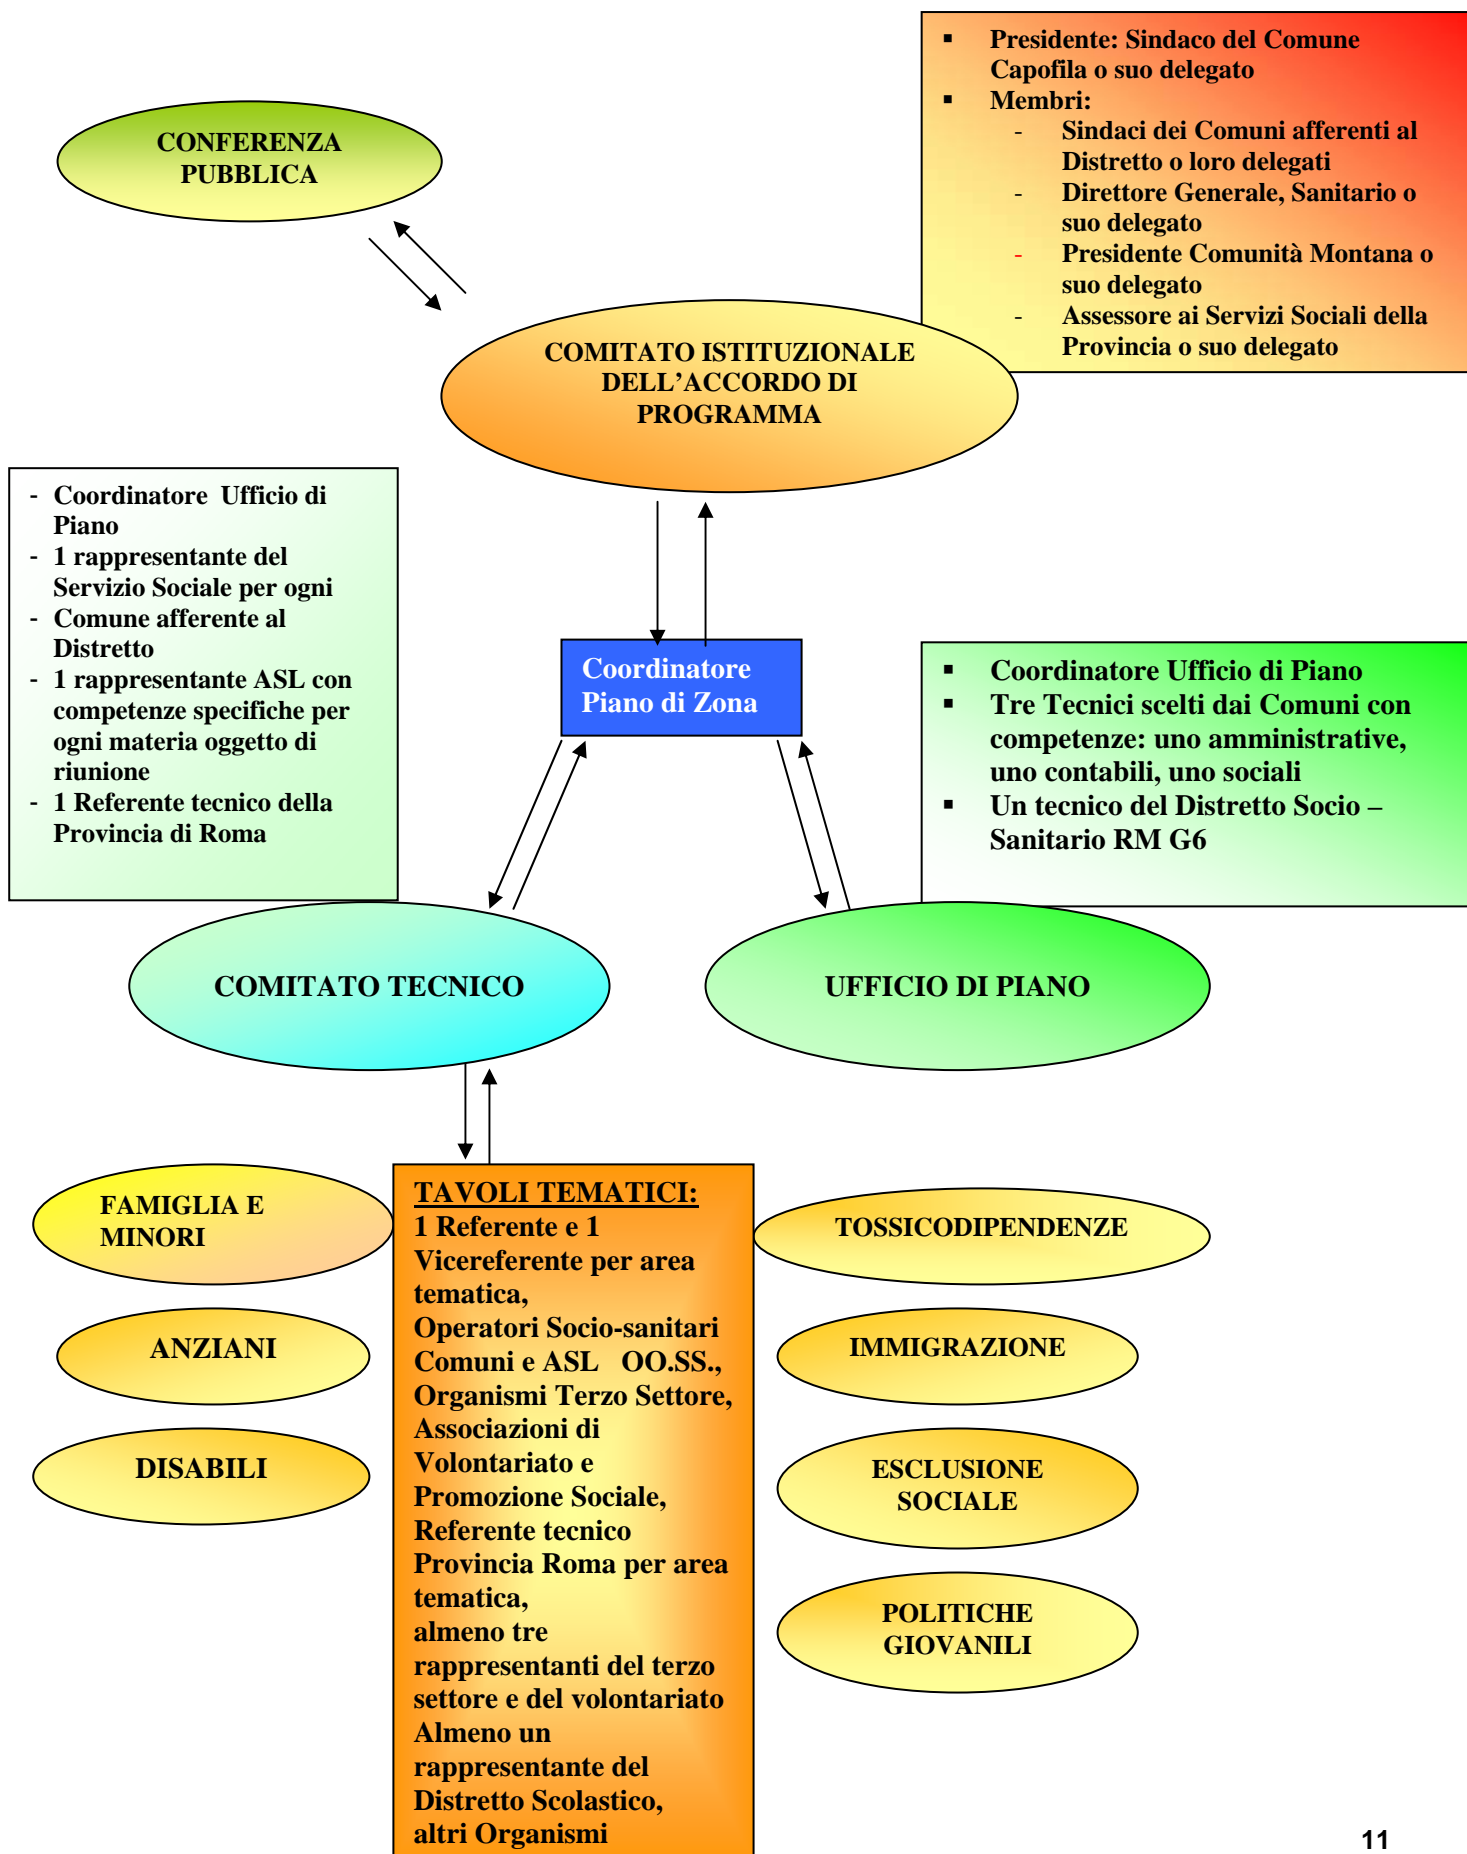 ▪ Presidente: Sindaco del Comune
Capofila o suo delegato
▪ Membri:
- Sindaci dei Comuni afferenti al
Distretto o loro delegati
- Direttore Generale, Sanitario o
suo delegato
- Presidente Comunità Montana o
suo delegato
- Assessore ai Servizi Sociali della
Provincia o suo delegato
CONFERENZA
PUBBLICA
COMITATO ISTITUZIONALE
DELL’ACCORDO DI
PROGRAMMA
- Coordinatore Ufficio di
Piano
- 1 rappresentante del
Servizio Sociale per ogni
- Comune afferente al
Distretto
- 1 rappresentante ASL con
competenze specifiche per
ogni materia oggetto di
riunione
- 1 Referente tecnico della
Provincia di Roma
Coordinatore
Piano di Zona
▪ Coordinatore Ufficio di Piano
▪ Tre Tecnici scelti dai Comuni con
competenze: uno amministrative,
uno contabili, uno sociali
▪ Un tecnico del Distretto Socio –
Sanitario RM G6
COMITATO TECNICO
UFFICIO DI PIANO
FAMIGLIA E
MINORI
ANZIANI
DISABILI
TAVOLI TEMATICI:
1 Referente e 1
Vicereferente per area
tematica,
Operatori Socio-sanitari
Comuni e ASL OO.SS.,
Organismi Terzo Settore,
Associazioni di
Volontariato e
Promozione Sociale,
Referente tecnico
Provincia Roma per area
tematica,
almeno tre
rappresentanti del terzo
settore e del volontariato
Almeno un
rappresentante del
Distretto Scolastico,
altri Organismi
TOSSICODIPENDENZE
IMMIGRAZIONE
ESCLUSIONE
SOCIALE
POLITICHE
GIOVANILI
11